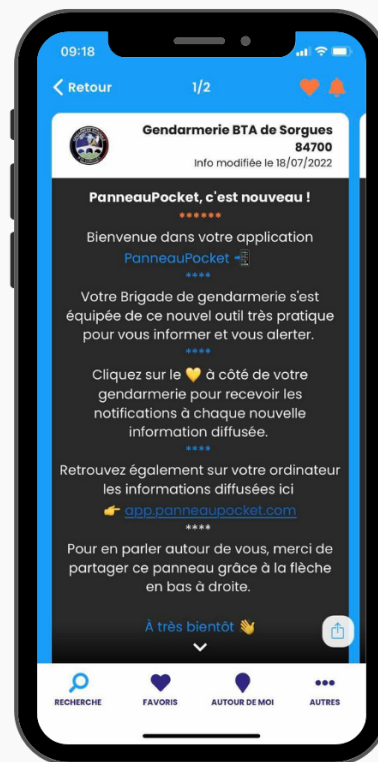 09:18
Retour
1/2
Gendarmerie BTA de Sorgues
84700
Info modifiée le 18/07/2022
PanneauPocket, c'est nouveau !
••••••
Bienvenue dans votre application
PanneauPocket 📲
****
Votre Brigade de gendarmerie s'est
équipée de ce nouvel outil très pratique
pour vous informer et vous alerter.
****
Cliquez sur le 💛 à côté de votre
gendarmerie pour recevoir les
notifications à chaque nouvelle
information diffusée.
****
Retrouvez également sur votre ordinateur
les informations diffusées ici
👉 app.panneaupocket.com
****
Pour en parler autour de vous, merci de
partager ce panneau grâce à la flèche
en bas à droite.
À très bientôt 👋
RECHERCHE
FAVORIS
AUTOUR DE MOI
AUTRES